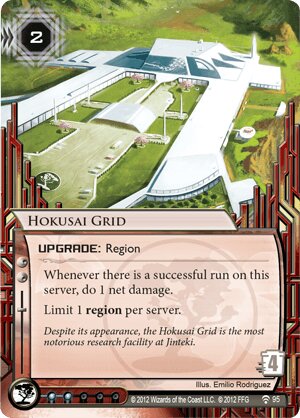 2
HOKUSAI GRID
UPGRADE: Region
Whenever there is a successful run on this
server, do 1 net damage.
Limit 1 region per server.
Despite its appearance, the Hokusai Grid is the most
notorious research facility at Jinteki.
4
Illus. Emilio Rodriguez
© 2012 Wizards of the Coast LLC. © 2012 FFG 95